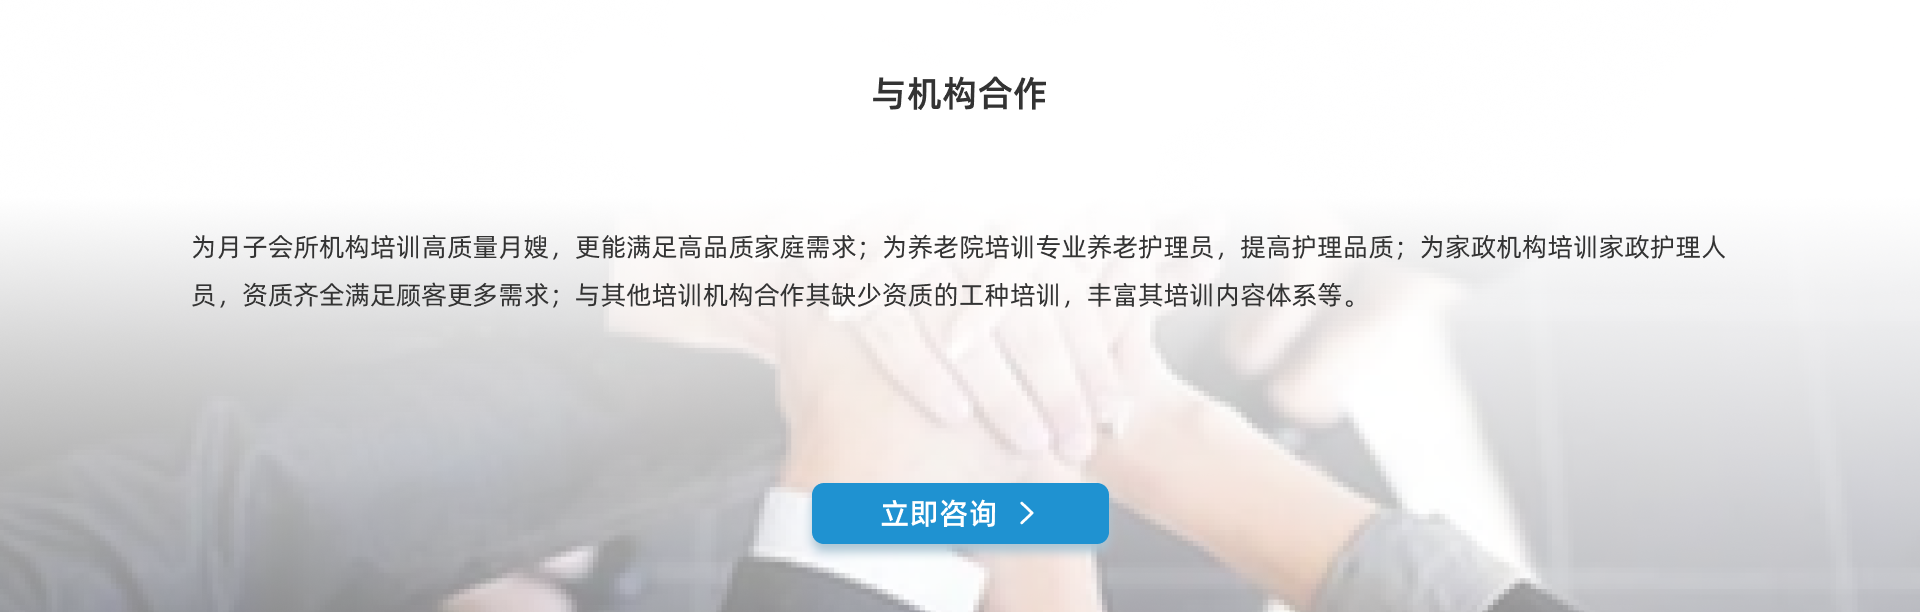 与机构合作
为月子会所机构培训高质量月嫂，更能满足高品质家庭需求；为养老院培训专业养老护理员，提高护理品质；为家政机构培训家政护理人
员，资质齐全满足顾客更多需求；与其他培训机构合作其缺少资质的工种培训，丰富其培训内容体系等。
立即咨询 >